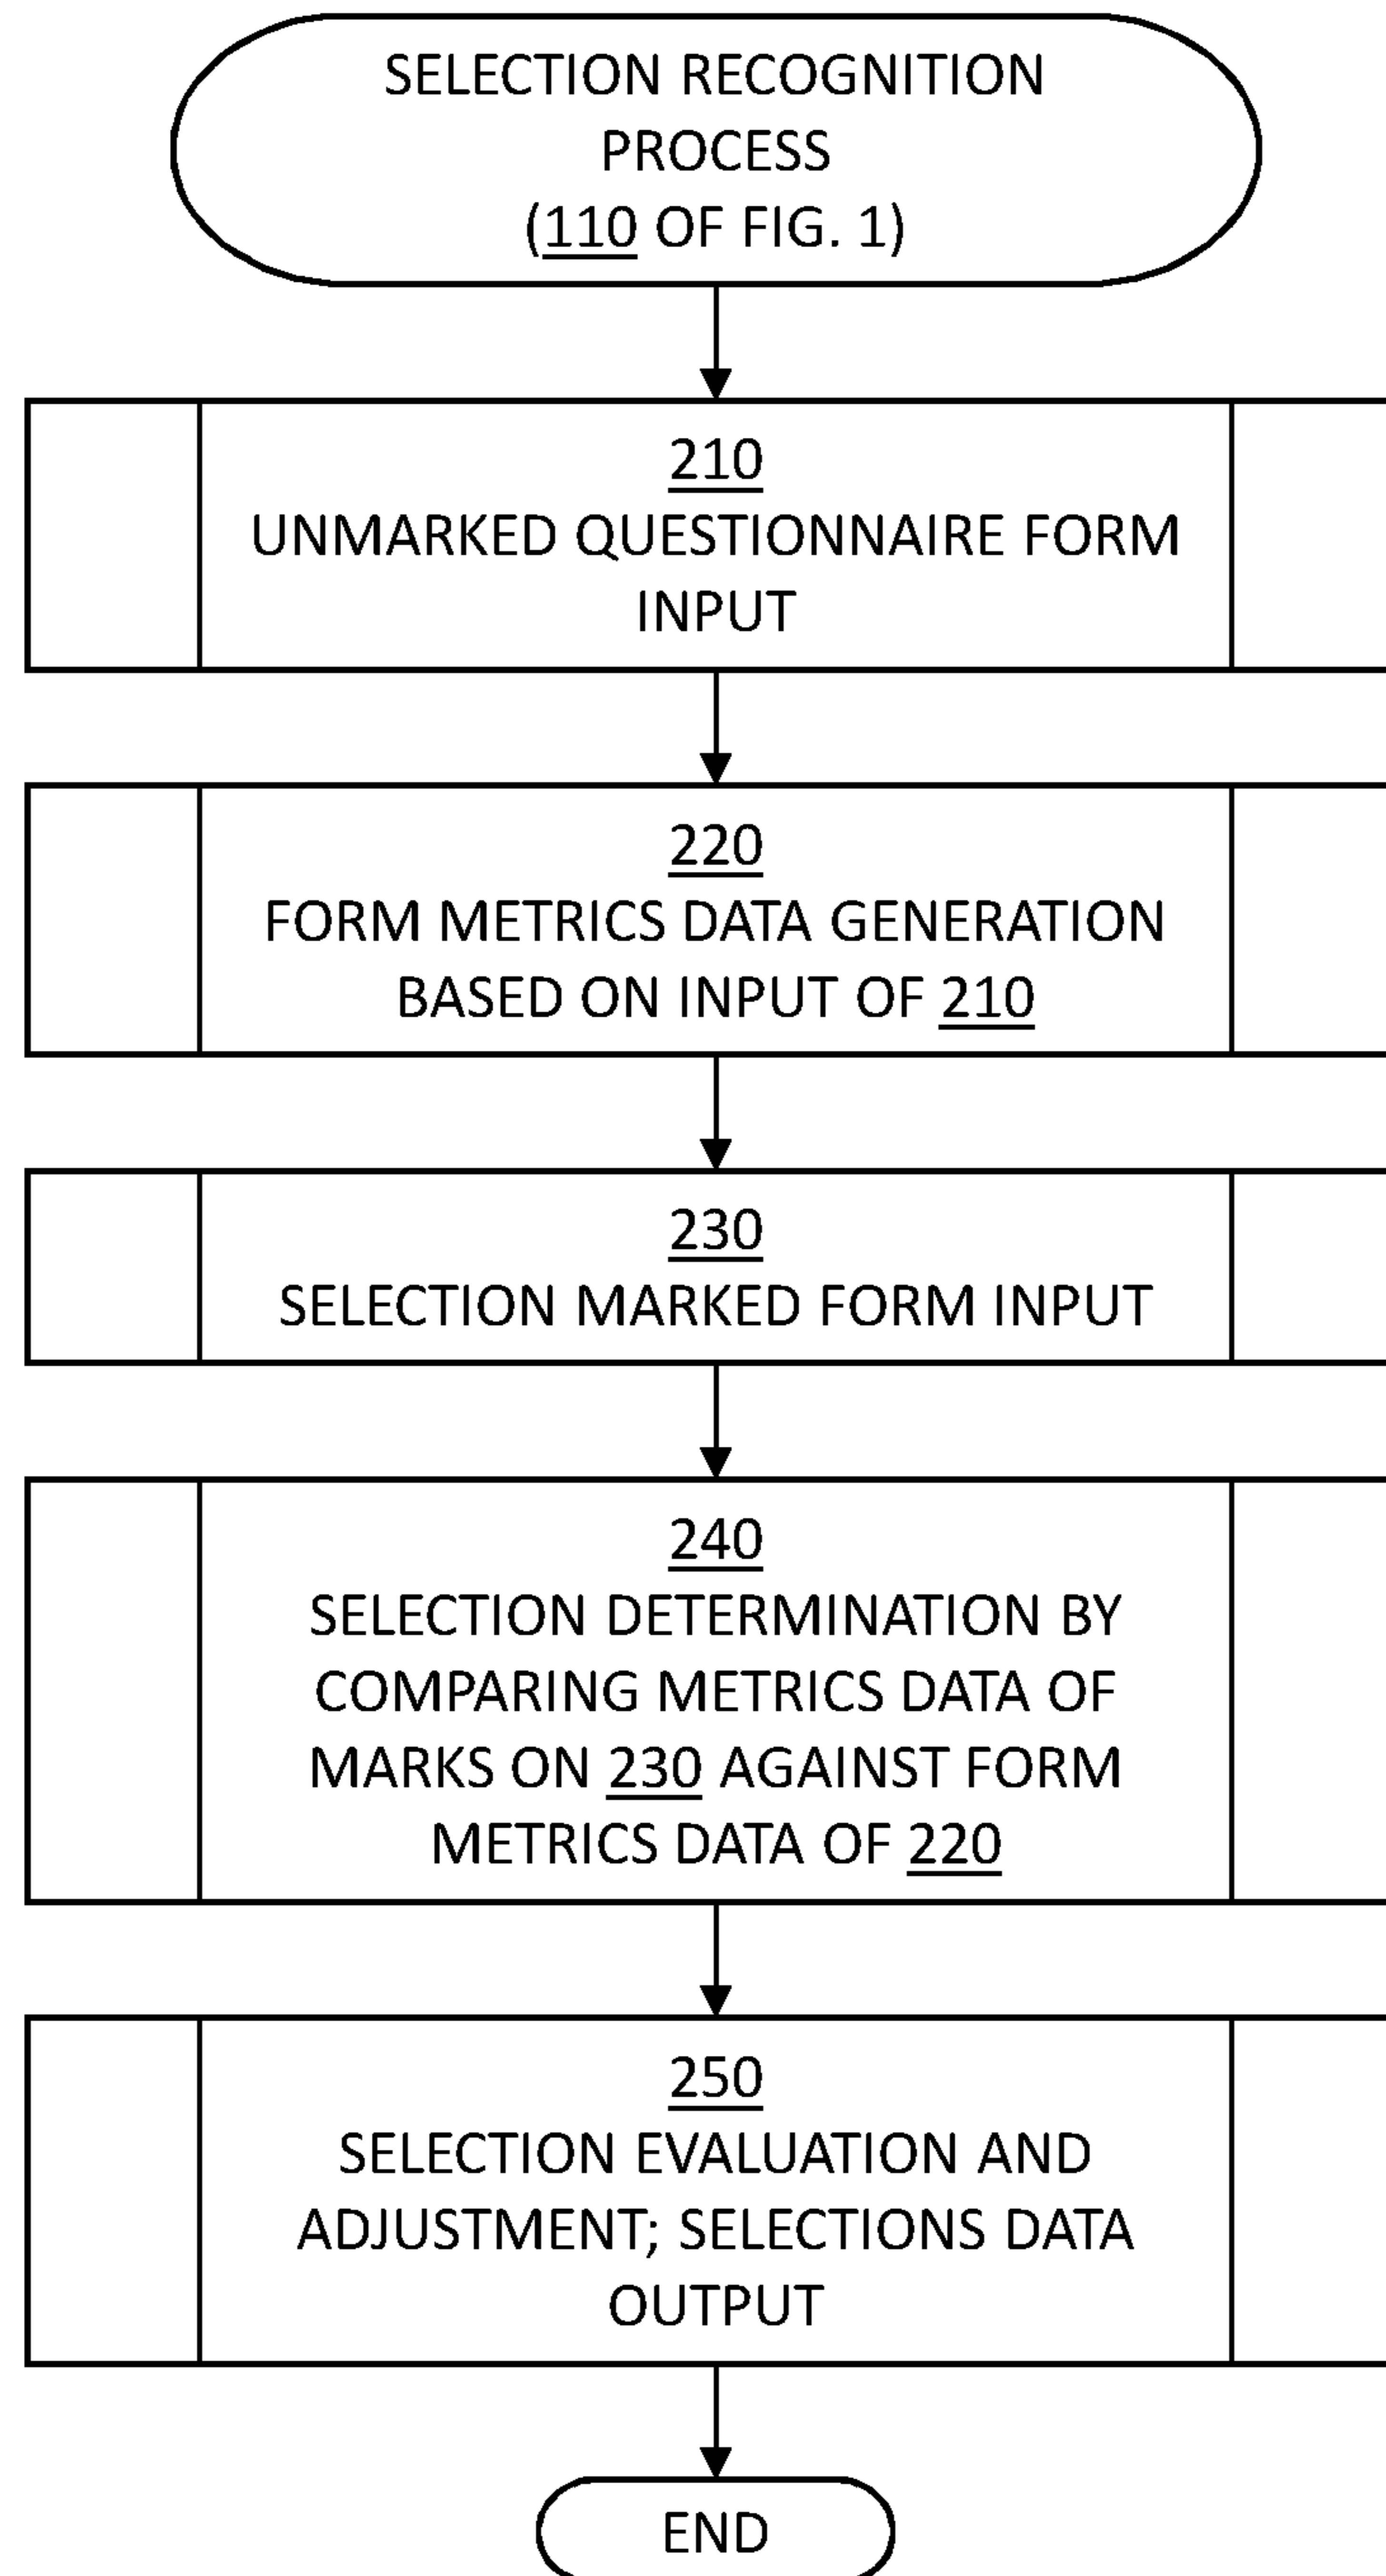 SELECTION RECOGNITION
PROCESS
(110 OF FIG. 1)
210
UNMARKED QUESTIONNAIRE FORM
INPUT
220
FORM METRICS DATA GENERATION
BASED ON INPUT OF 210
230
SELECTION MARKED FORM INPUT
240
SELECTION DETERMINATION BY
COMPARING METRICS DATA OF
MARKS ON 230 AGAINST FORM
METRICS DATA OF 220
250
SELECTION EVALUATION AND
ADJUSTMENT; SELECTIONS DATA
OUTPUT
END